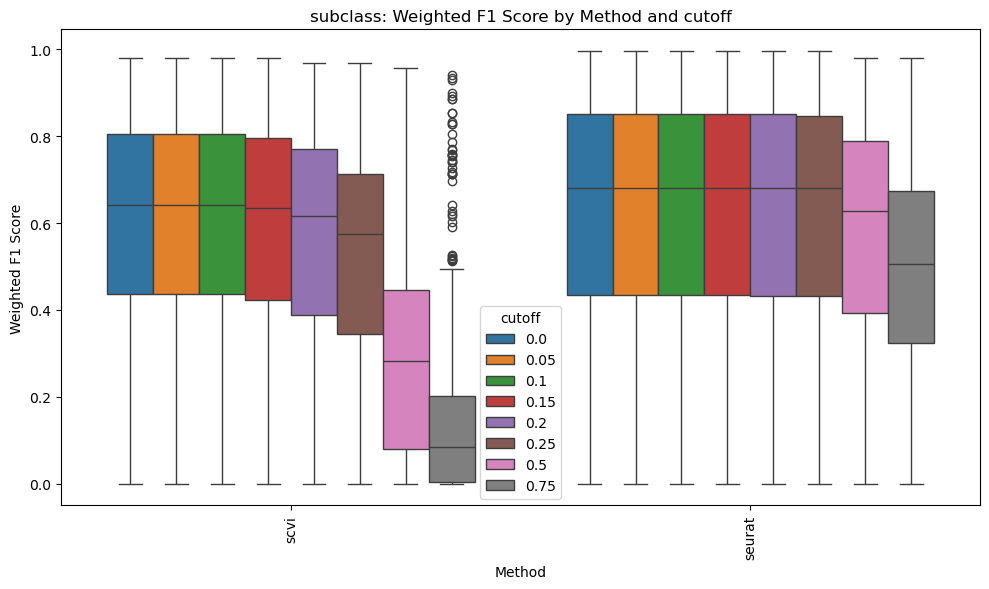 subclass: Weighted F1 Score by Method and cutoff
Weighted F1 Score
1.0
0.8
0.6
0.4
0.2
0.0
cutoff
0.0
0.05
0.1
0.15
0.2
0.25
0.5
0.75
scvi
seurat
Method